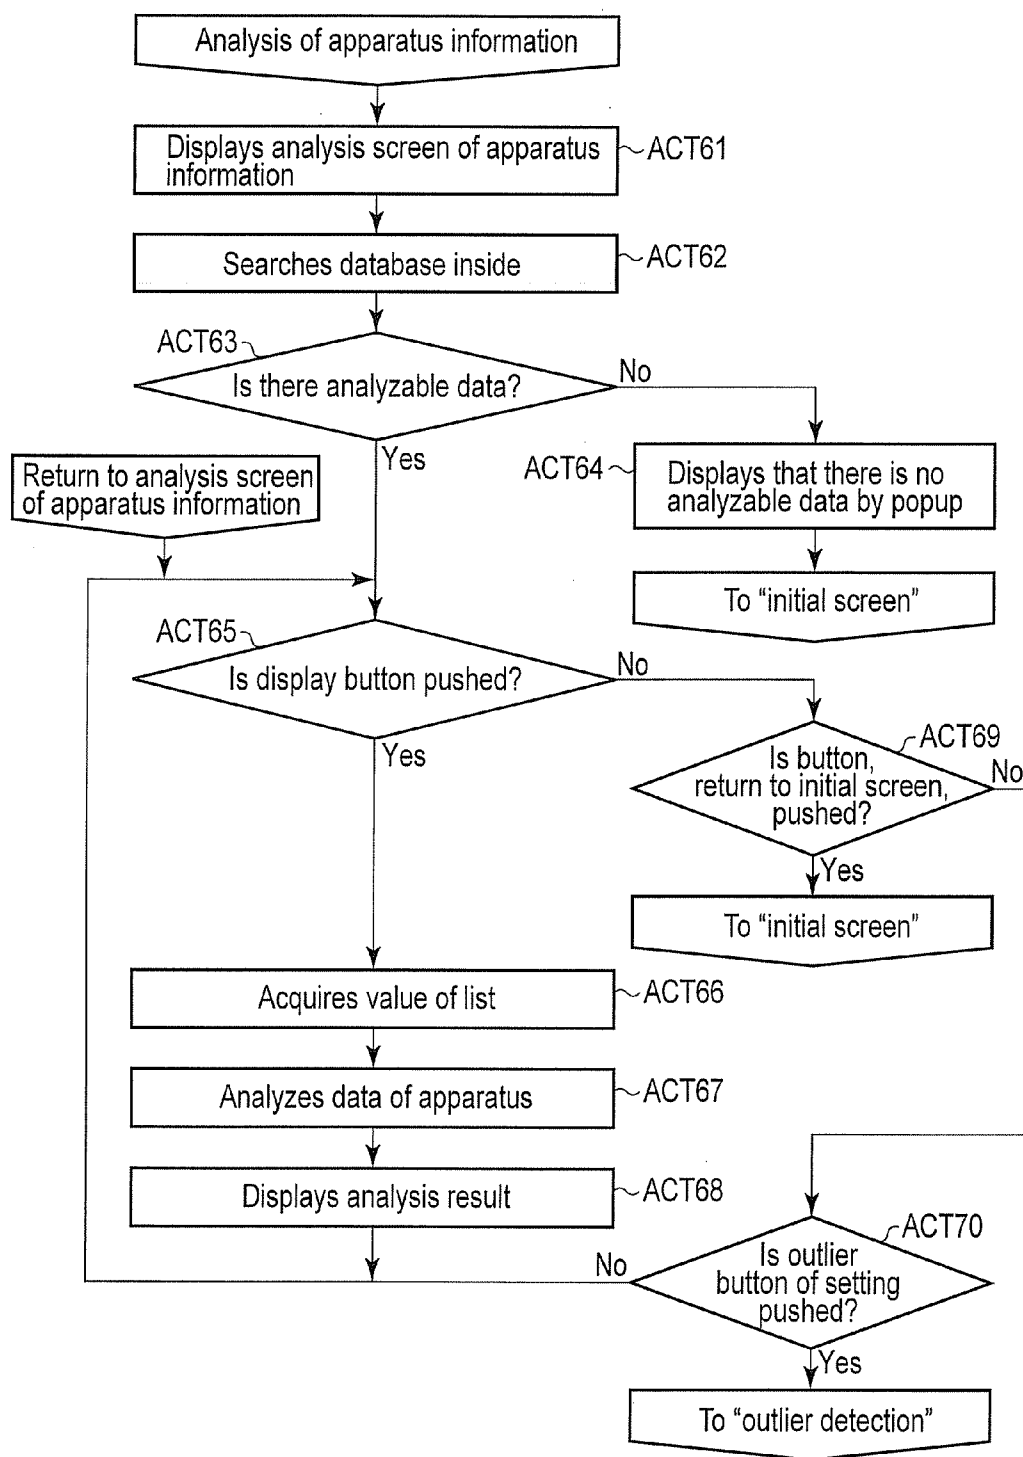 Analysis of apparatus information
Displays analysis screen of apparatus
information
ACT61
Searches database inside
ACT62
ACT63
Is there analyzable data?
No
Yes
Return to analysis screen
of apparatus information
ACT64
Displays that there is no
analyzable data by popup
To “initial screen”
ACT65
Is display button pushed?
No
Yes
ACT69
Is button,
return to initial screen,
pushed?
No
Yes
To “initial screen”
Acquires value of list
ACT66
Analyzes data of apparatus
ACT67
Displays analysis result
ACT68
ACT70
Is outlier
button of setting
pushed?
No
Yes
To “outlier detection”